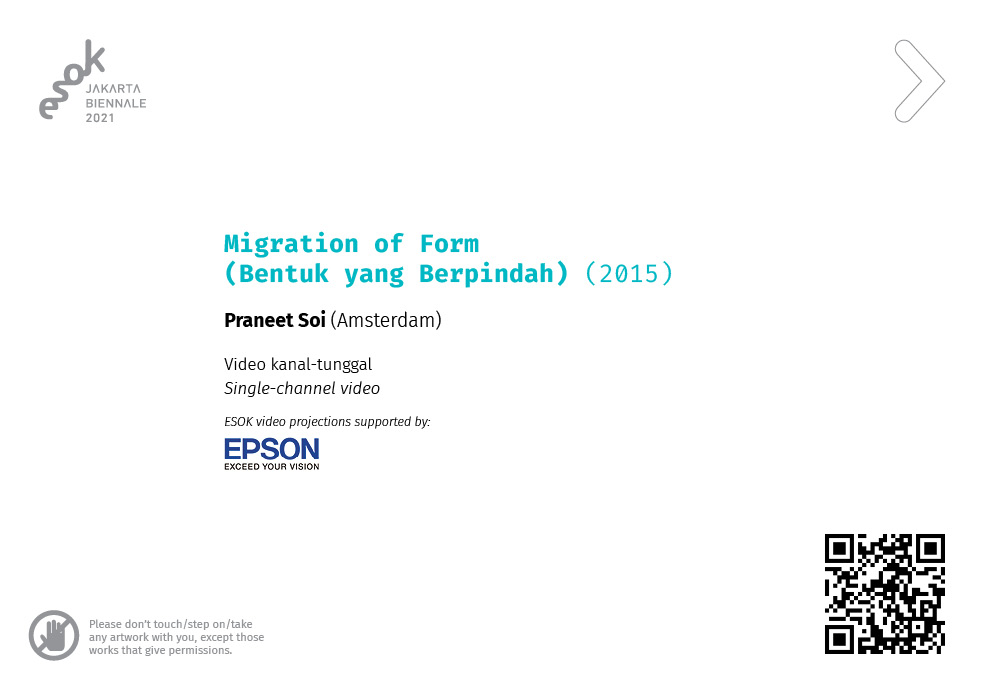 esok
JAKARTA
BIENNALE
2021
Migration of Form
(Bentuk yang Berpindah) (2015)
Praneet Soi (Amsterdam)
Video kanal-tunggal
Single-channel video
ESOK video projections supported by:
EPSON
EXCEED YOUR VISION
Please don’t touch/step on/take
any artwork with you, except those
works that give permissions.